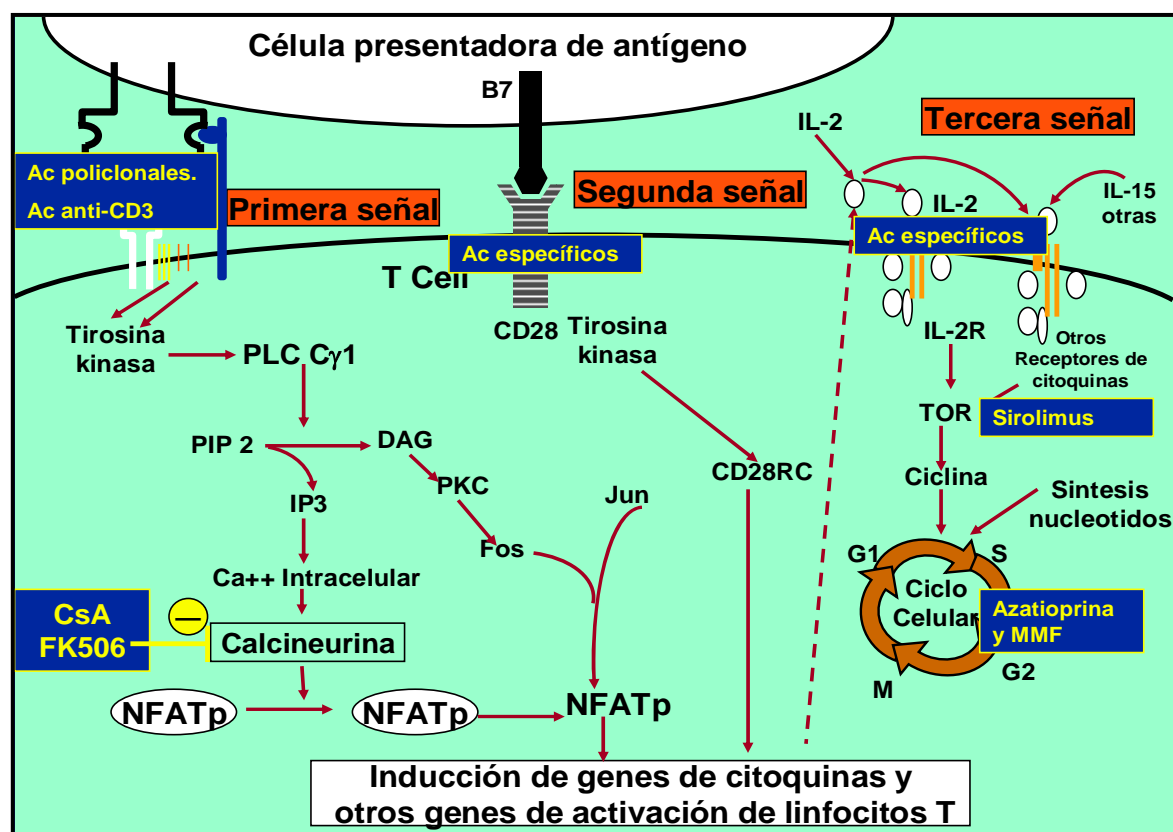 Célula presentadora de antígeno
B7
Ac policlonales.
Ac anti-CD3
Primera señal
Segunda señal
Tercera señal
IL-2
IL-2
IL-15
otras
Ac específicos
Ac específicos
T Cell
CD28
Tirosina
kinasa
Tirosina
kinasa
PLC Cγ1
IL-2R
Otros
Receptores de
citoquinas
TOR
Sirolimus
PIP 2
DAG
PKC
IP3
Fos
Jun
CD28RC
Ciclina
Sintesis
nucleotidos
G1
S
Ciclo
Celular
G2
M
Azatioprina
y MMF
Ca++ Intracelular
CsA
FK506
–
Calcineurina
NFATp
NFATp
NFATp
Inducción de genes de citoquinas y
otros genes de activación de linfocitos T